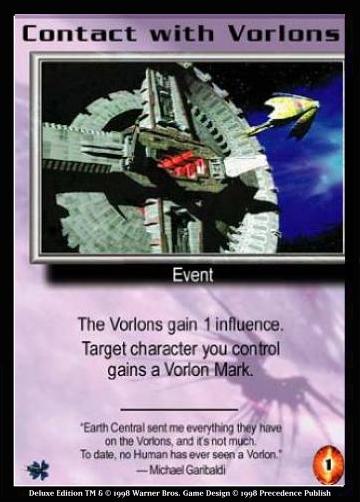 Contact with Vorlons
Event
The Vorlons gain 1 influence.
Target character you control
gains a Vorlon Mark.
"Earth Central sent me everything they have
on the Vorlons, and it's not much.
To date, no Human has ever seen a Vorlon."
— Michael Garibaldi
1
Deluxe Edition TM & © 1998 Warner Bros. Game Design © 1998 Precedence Publish